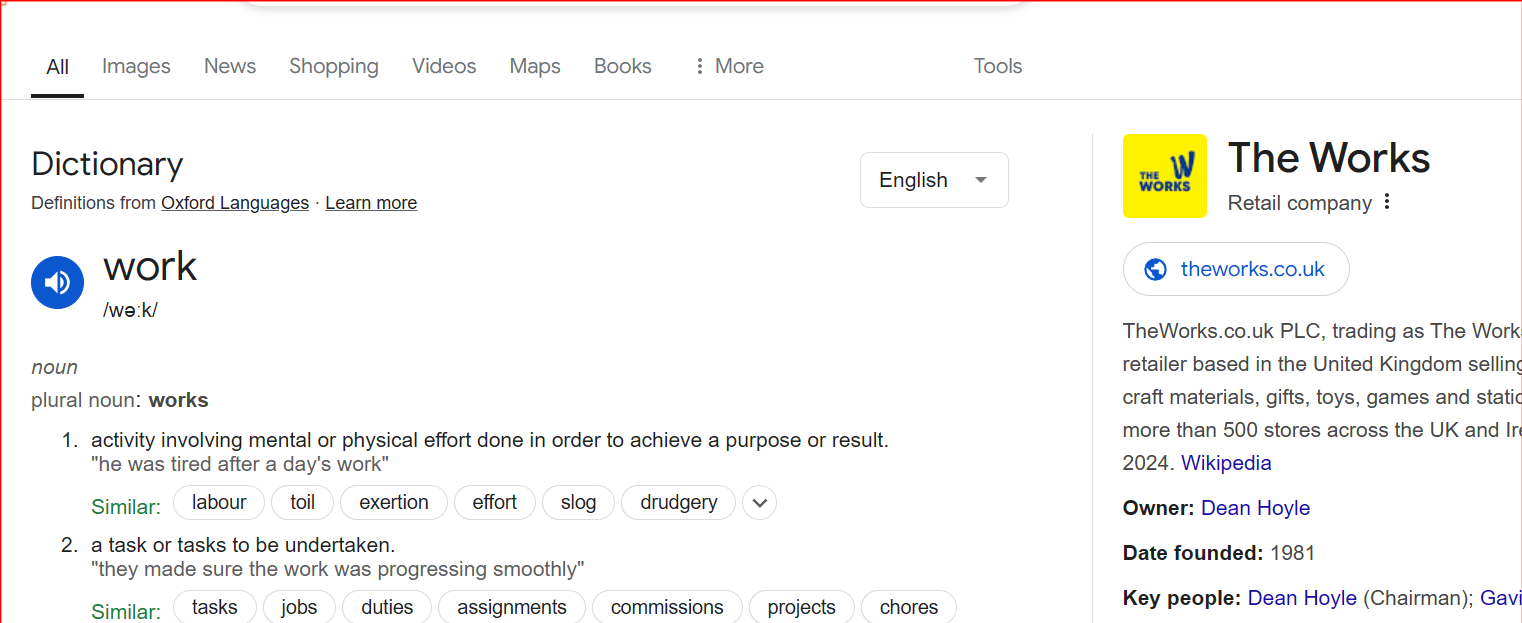 All Images News Shopping Videos Maps Books More Tools
Dictionary
Definitions from Oxford Languages · Learn more
English
work
/wəːk/
noun
plural noun: works
1. activity involving mental or physical effort done in order to achieve a purpose or result.
"he was tired after a day's work"
Similar: labour toil exertion effort slog drudgery
2. a task or tasks to be undertaken.
"they made sure the work was progressing smoothly"
Similar: tasks jobs duties assignments commissions projects chores
THE W
WORKS
The Works
Retail company
theworks.co.uk
TheWorks.co.uk PLC, trading as The Works
retailer based in the United Kingdom selling
craft materials, gifts, toys, games and static
more than 500 stores across the UK and Ire
2024. Wikipedia
Owner: Dean Hoyle
Date founded: 1981
Key people: Dean Hoyle (Chairman); Gavi